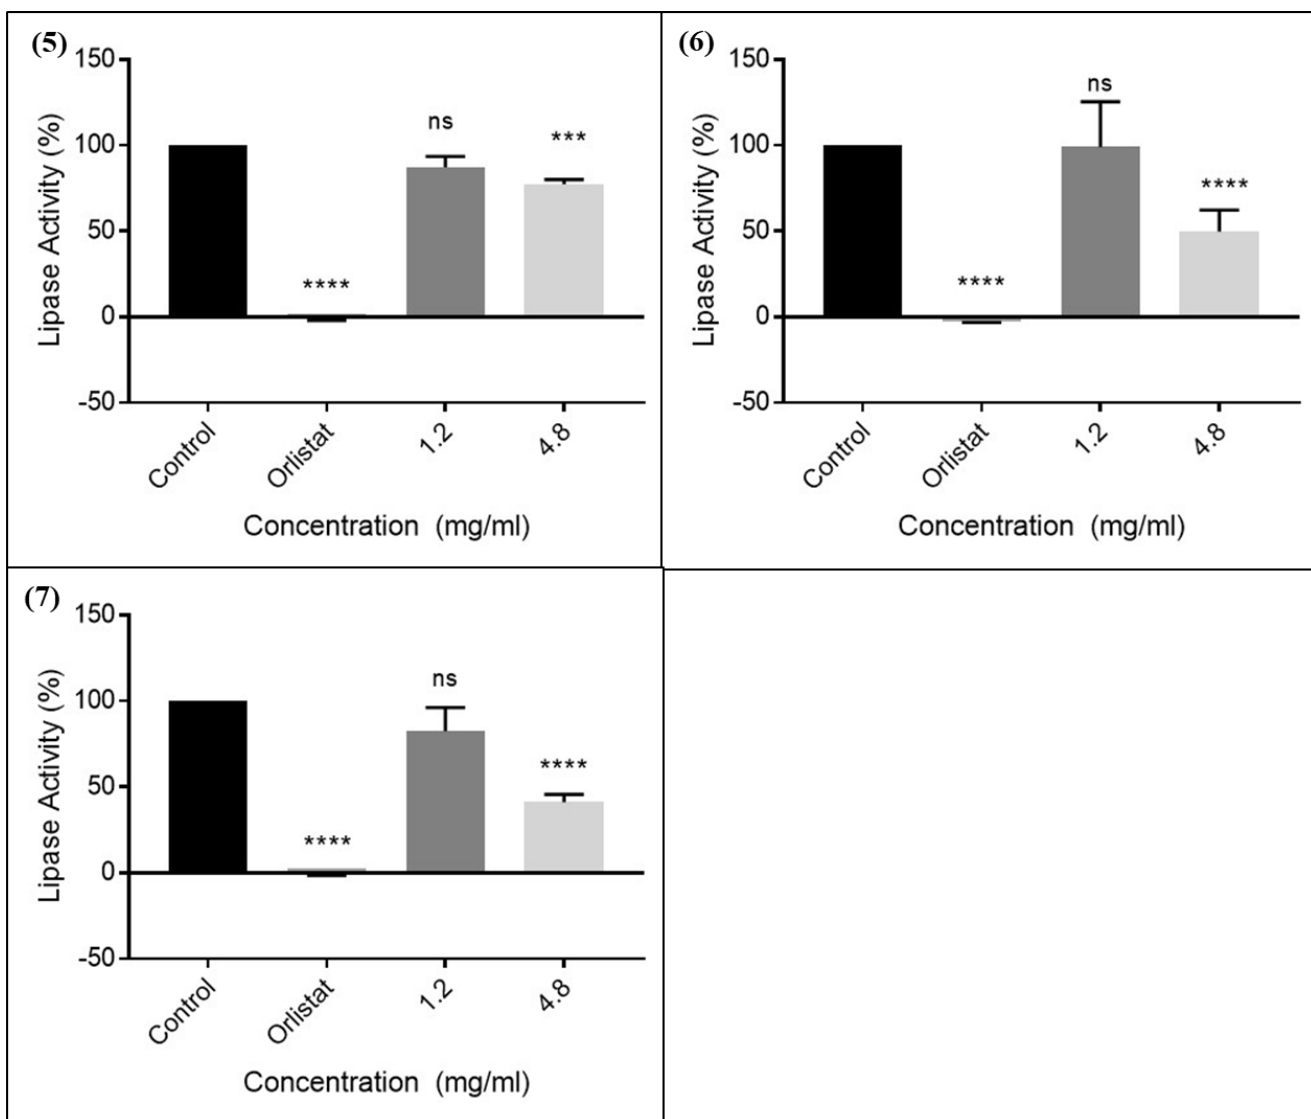 (5)
Lipase Activity (%)
150
100
50
0
-50
****
ns
***
Control
Orlistat
1.2
4.8
Concentration (mg/ml)
(6)
Lipase Activity (%)
150
100
50
0
-50
****
ns
****
Control
Orlistat
1.2
4.8
Concentration (mg/ml)
(7)
Lipase Activity (%)
150
100
50
0
-50
****
ns
****
Control
Orlistat
1.2
4.8
Concentration (mg/ml)